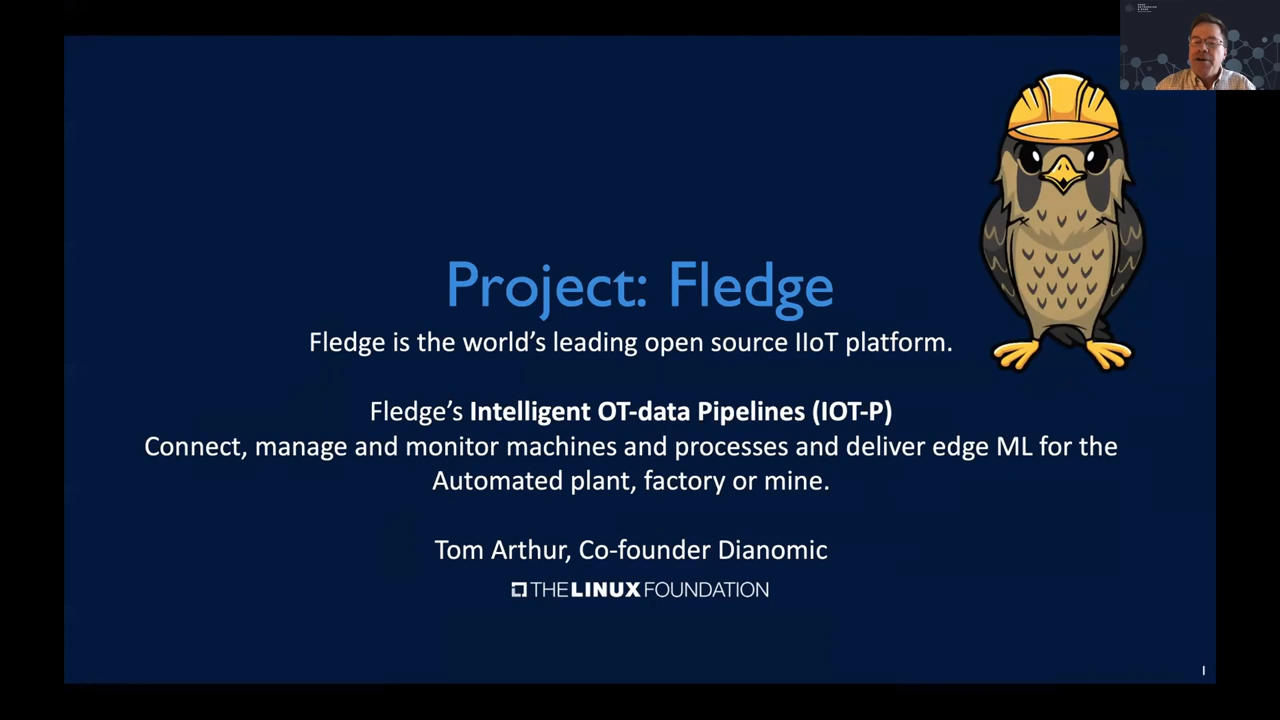 Project: Fledge
Fledge is the world's leading open source IIoT platform.
Fledge's Intelligent OT-data Pipelines (IOT-P)
Connect, manage and monitor machines and processes and deliver edge ML for the
Automated plant, factory or mine.
Tom Arthur, Co-founder Dianomic
THE LINUX FOUNDATION
1